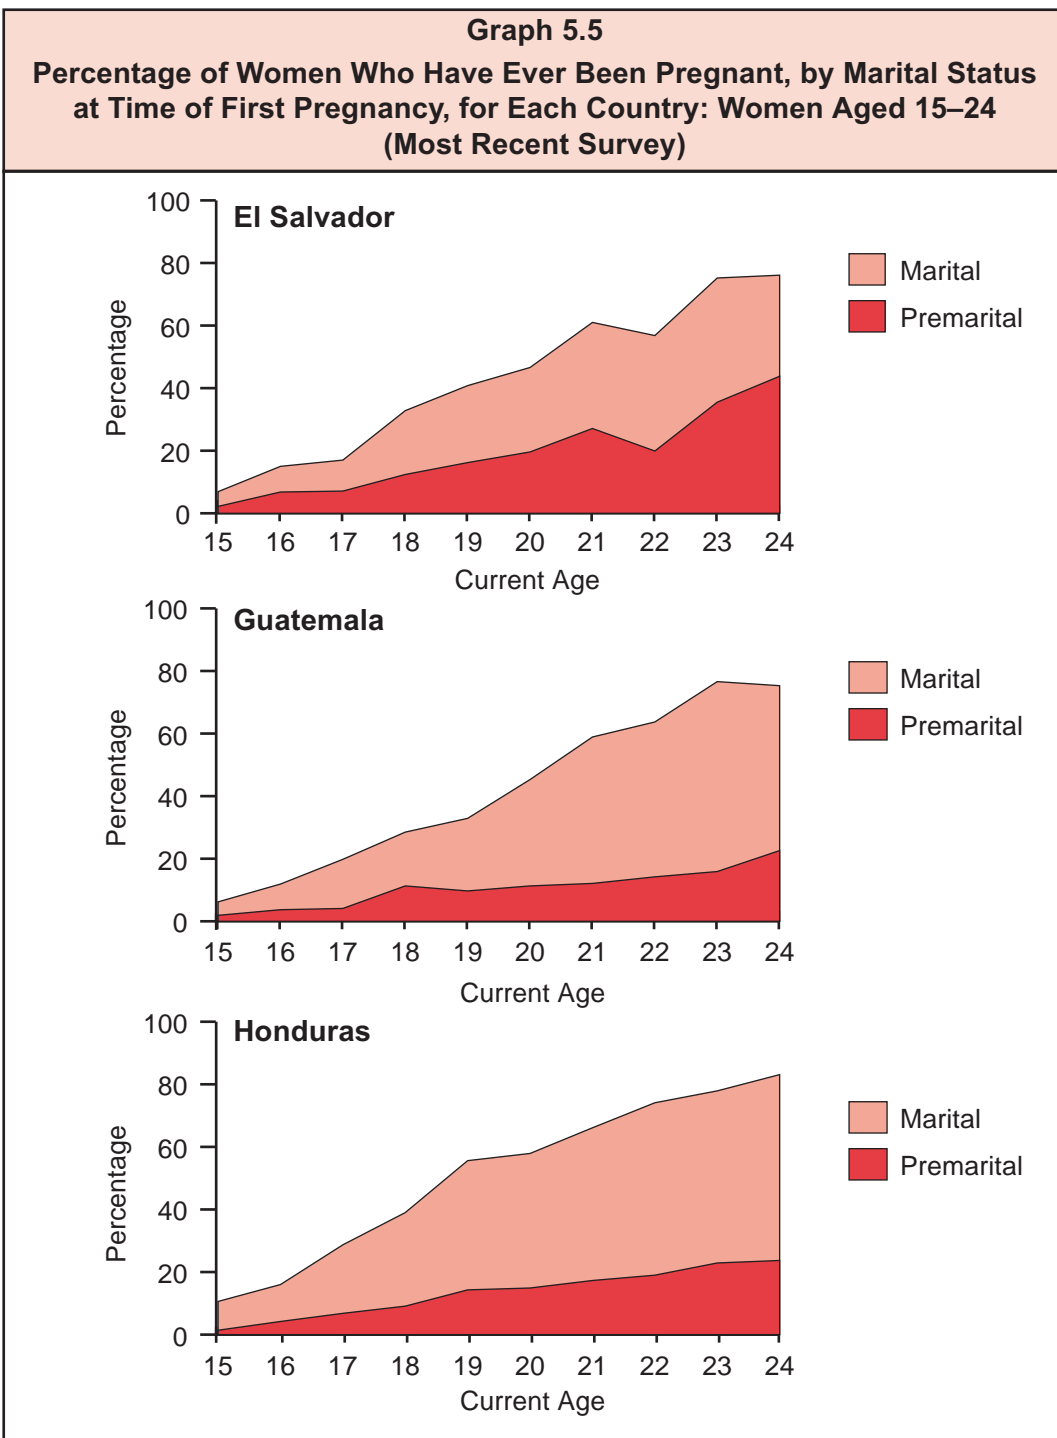 Graph 5.5
Percentage of Women Who Have Ever Been Pregnant, by Marital Status
at Time of First Pregnancy, for Each Country: Women Aged 15–24
(Most Recent Survey)
El Salvador
100
80
60
40
20
0
Percentage
15 16 17 18 19 20 21 22 23 24
Current Age
Marital
Premarital
Guatemala
100
80
60
40
20
0
Percentage
15 16 17 18 19 20 21 22 23 24
Current Age
Marital
Premarital
Honduras
100
80
60
40
20
0
Percentage
15 16 17 18 19 20 21 22 23 24
Current Age
Marital
Premarital